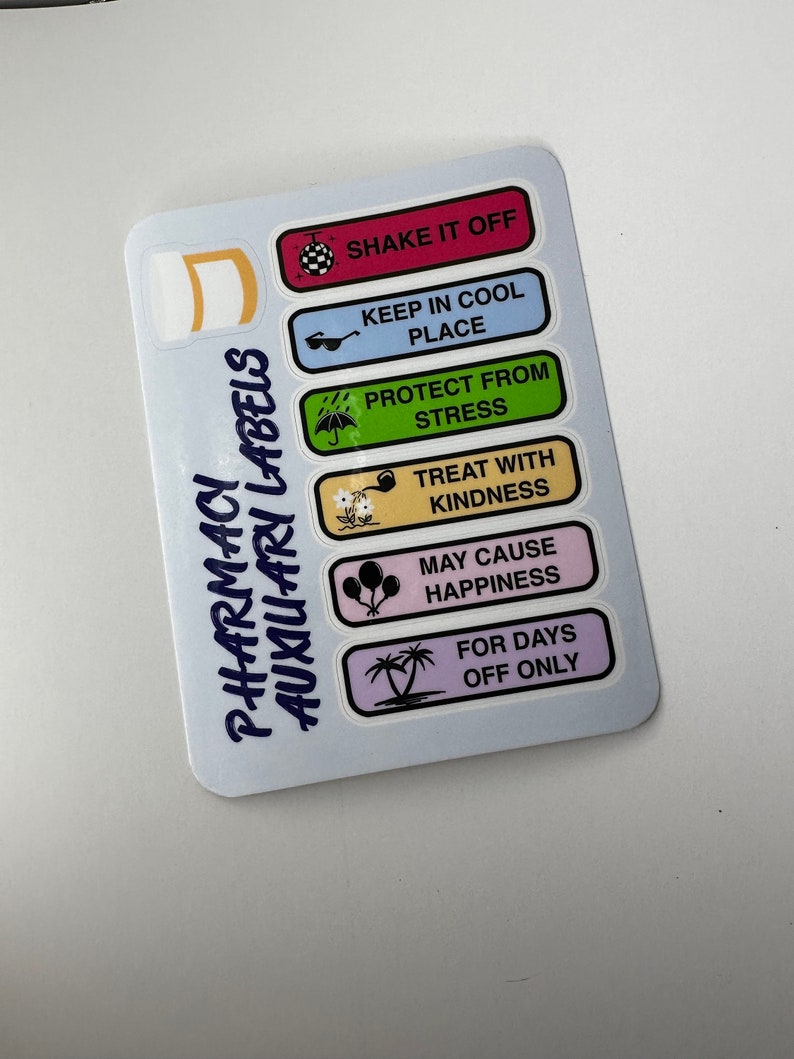 PHARMACY
AUXILIARY LABELS
SHAKE IT OFF
KEEP IN COOL
PLACE
PROTECT FROM
STRESS
TREAT WITH
KINDNESS
MAY CAUSE
HAPPINESS
FOR DAYS
OFF ONLY